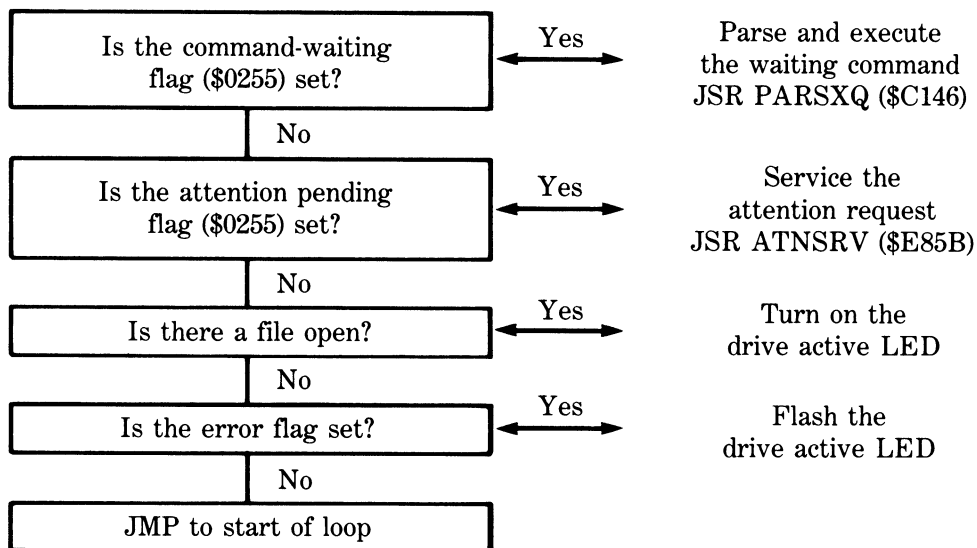 Is the command-waiting
flag ($0255) set?
Yes
Parse and execute
the waiting command
JSR PARSXQ ($C146)
No
Is the attention pending
flag ($0255) set?
Yes
Service the
attention request
JSR ATNSRV ($E85B)
No
Is there a file open?
Yes
Turn on the
drive active LED
No
Is the error flag set?
Yes
Flash the
drive active LED
No
JMP to start of loop